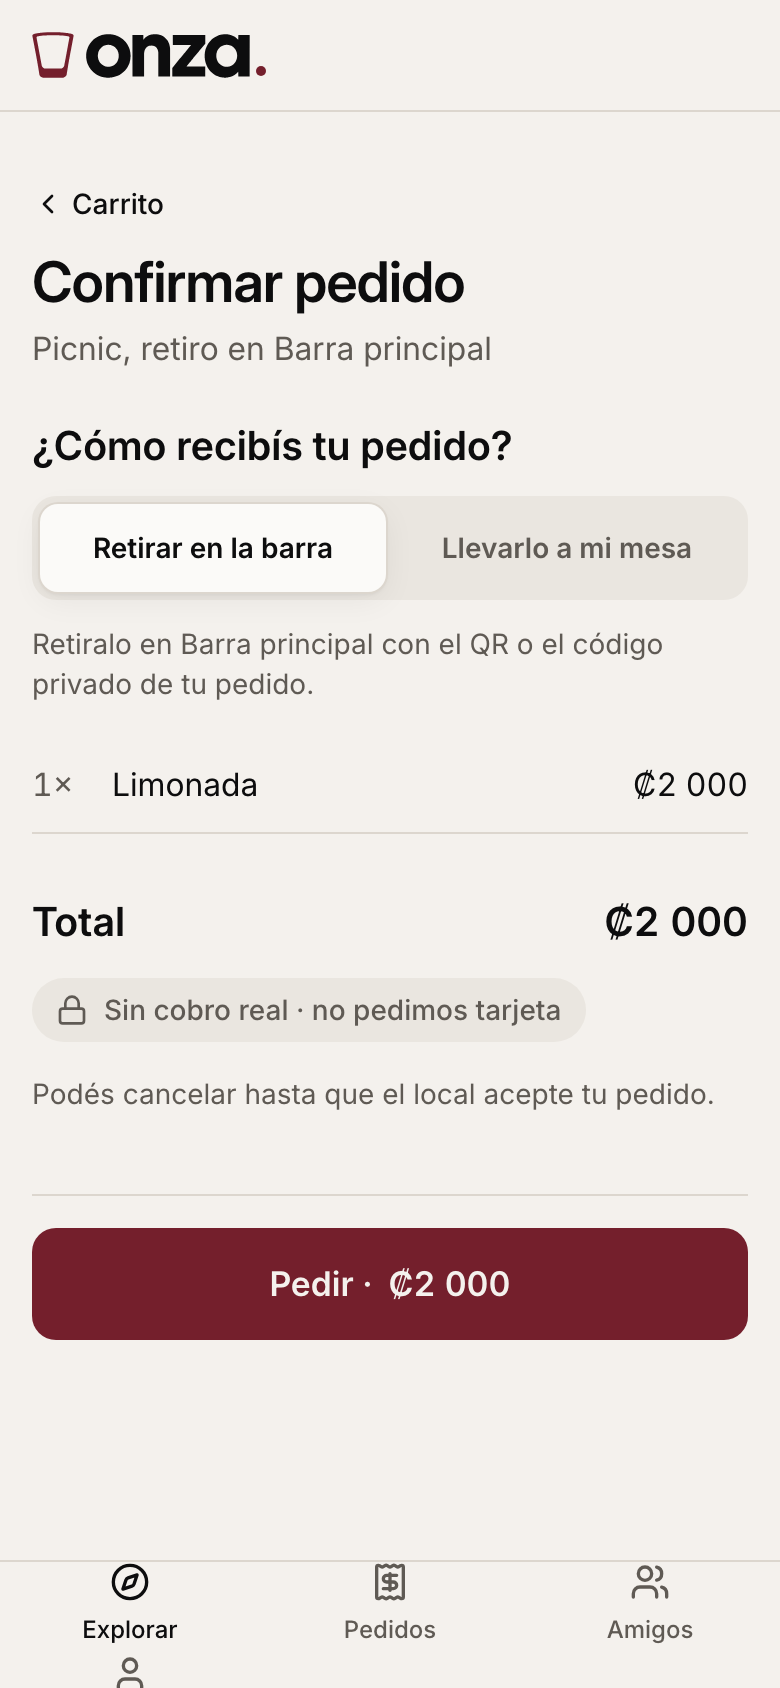 onza.
Carrito
Confirmar pedido
Picnic, retiro en Barra principal
¿Cómo recibís tu pedido?
Retirar en la barra
Llevarlo a mi mesa
Retiralo en Barra principal con el QR o el código
privado de tu pedido.
1× Limonada ₡2 000
Total ₡2 000
Sin cobro real · no pedimos tarjeta
Podés cancelar hasta que el local acepte tu pedido.
Pedir · ₡2 000
Explorar
Pedidos
Amigos